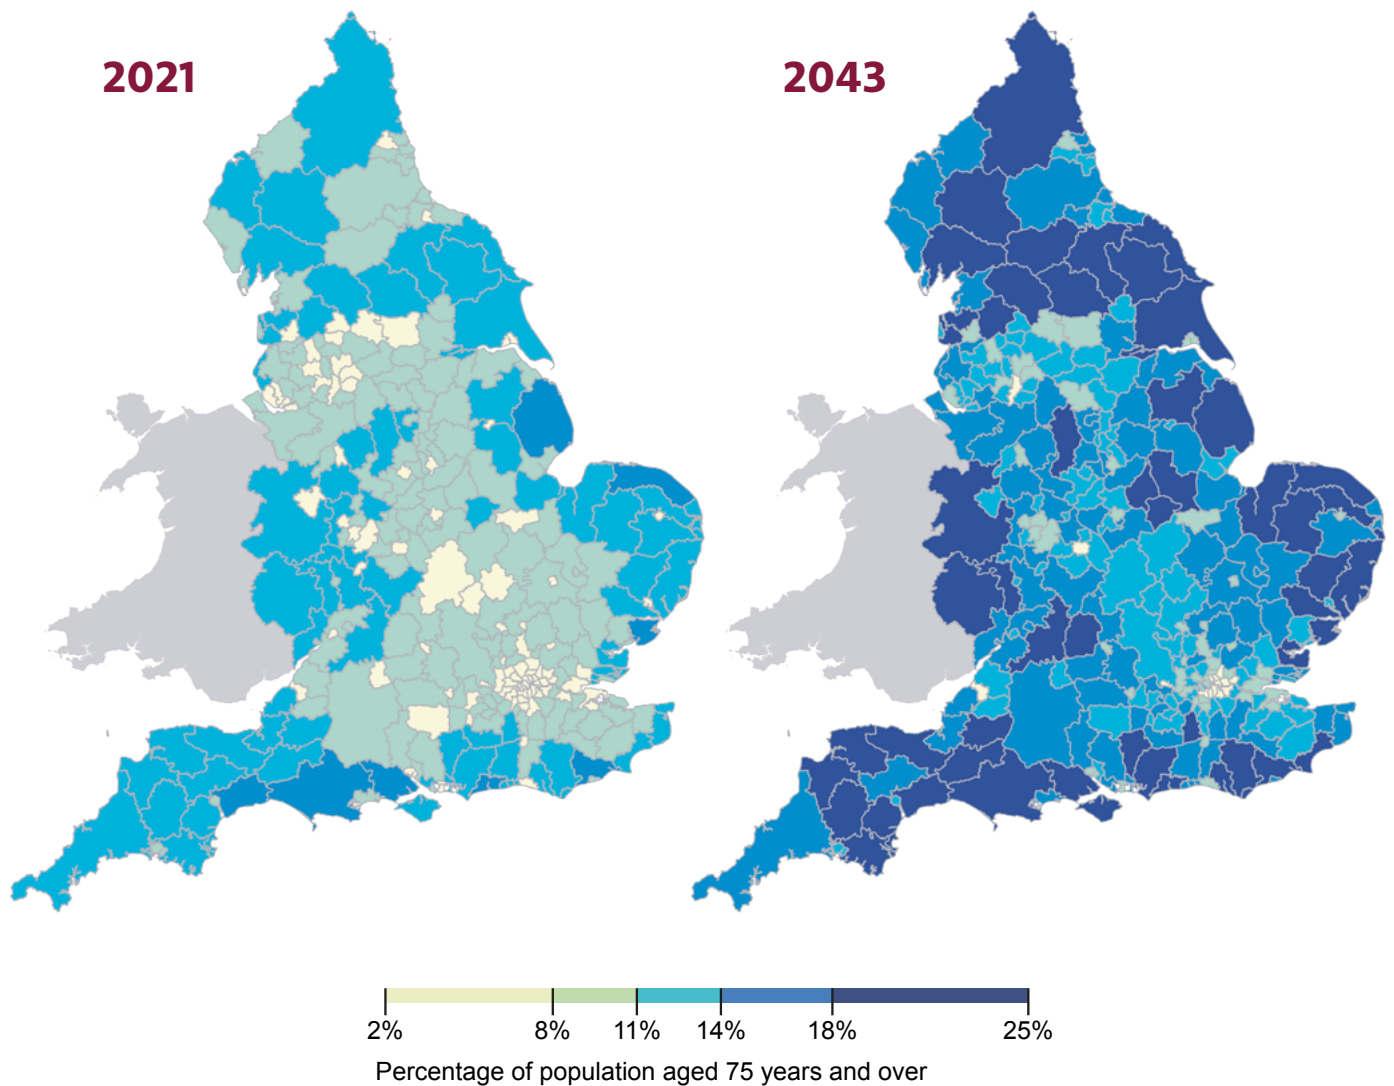 2021
2043
2% 8% 11% 14% 18% 25%
Percentage of population aged 75 years and over